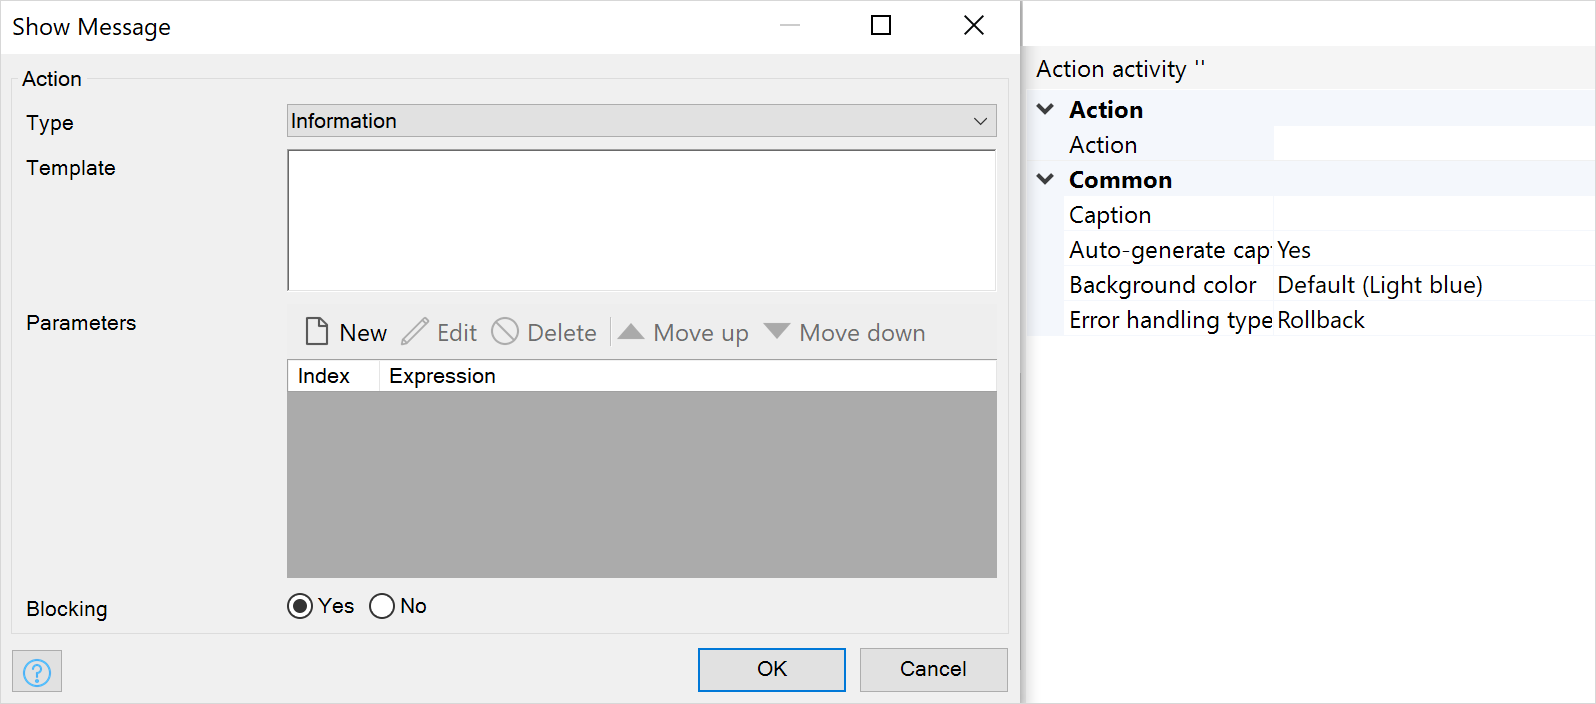 Show Message
Action
Type
Information
Template
Parameters
New Edit Delete Move up Move down
Index Expression
Blocking
Yes No
?
OK Cancel
Action activity ''
Action
Action
Common
Caption
Auto-generate cap Yes
Background color Default (Light blue)
Error handling type Rollback